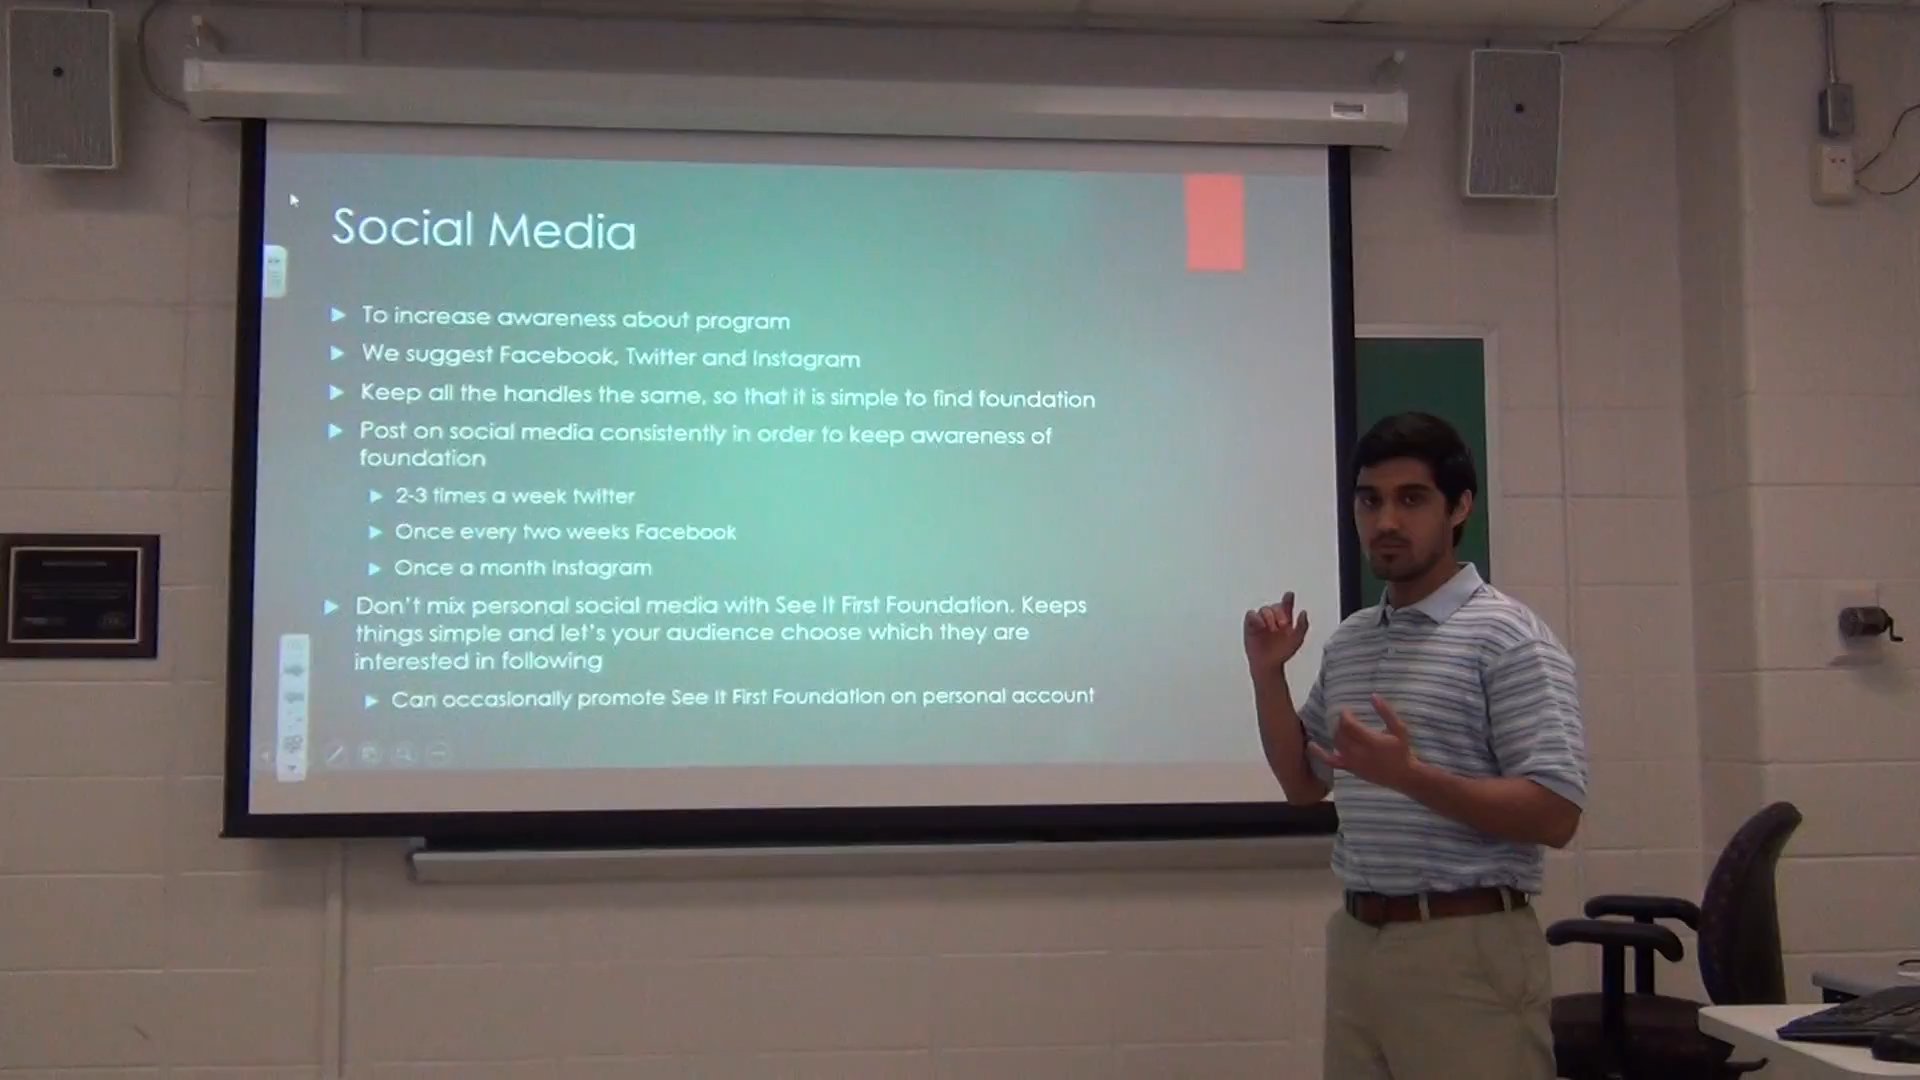 Social Media
To increase awareness about program
We suggest Facebook, Twitter and Instagram
Keep all the handles the same, so that it is simple to find foundation
Post on social media consistently in order to keep awareness of
foundation
2-3 times a week twitter
Once every two weeks Facebook
Once a month Instagram
Don't mix personal social media with See It First Foundation. Keeps
things simple and let's your audience choose which they are
interested in following
Can occasionally promote See It First Foundation on personal account